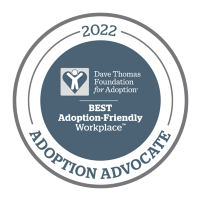 2022
Dave Thomas
Foundation
for Adoption®
BEST
Adoption-Friendly
Workplace™
ADOPTION ADVOCATE